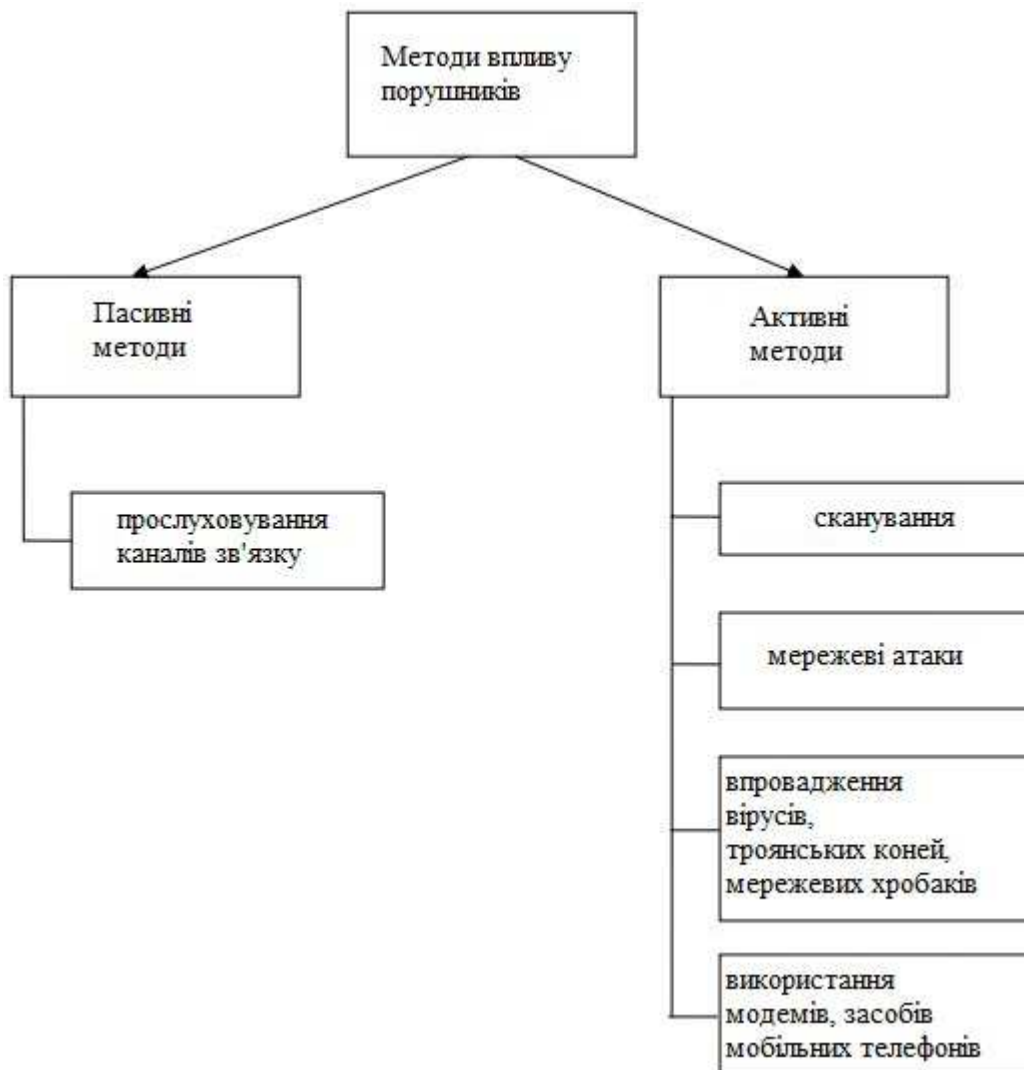 Методи впливу
порушників
Пасивні
методи
Активні
методи
прослуховування
каналів зв'язку
сканування
мережеві атаки
впровадження
вірусів,
троянських коней,
мережевих хробаків
використання
модемів, засобів
мобільних телефонів